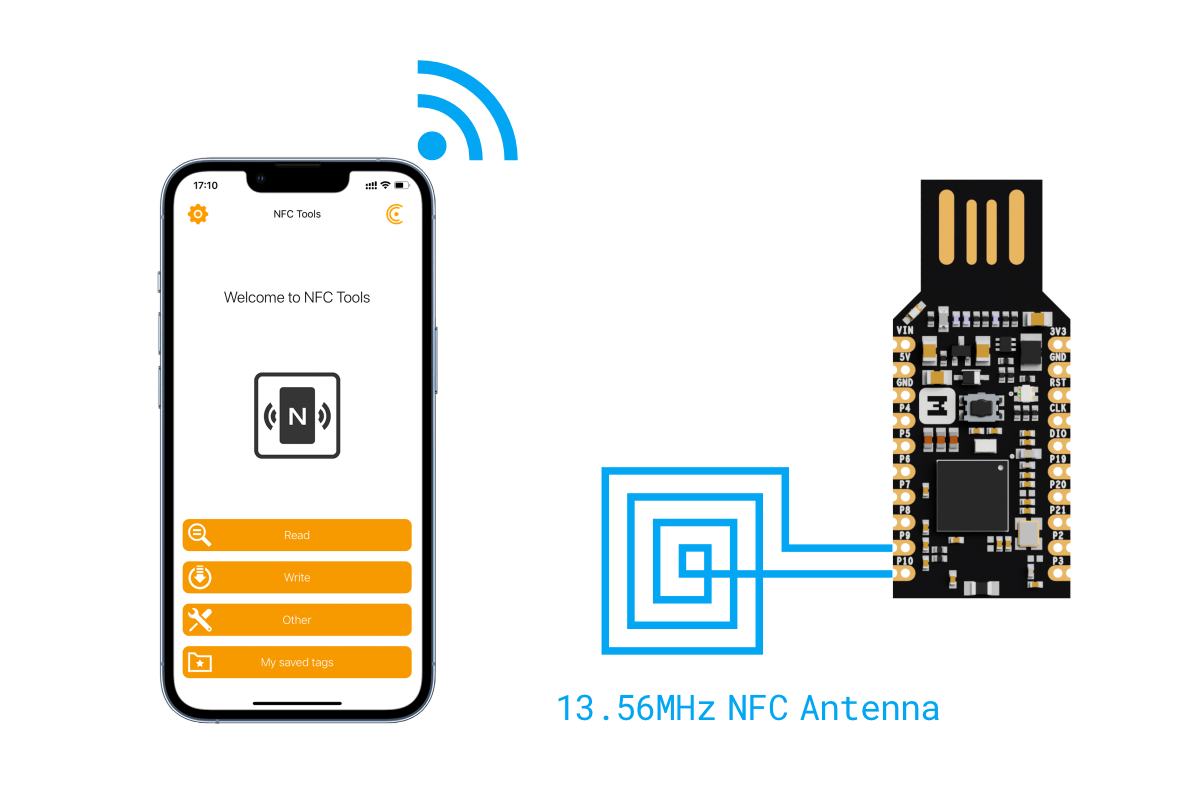 17:10
NFC Tools
Welcome to NFC Tools
N
Read
Write
Other
My saved tags
13.56MHz NFC Antenna
VIN
5V
GND
P4
P5
P6
P7
P8
P9
P10
3V3
GND
RST
CLK
DIO
P19
P20
P21
P2
P3
M